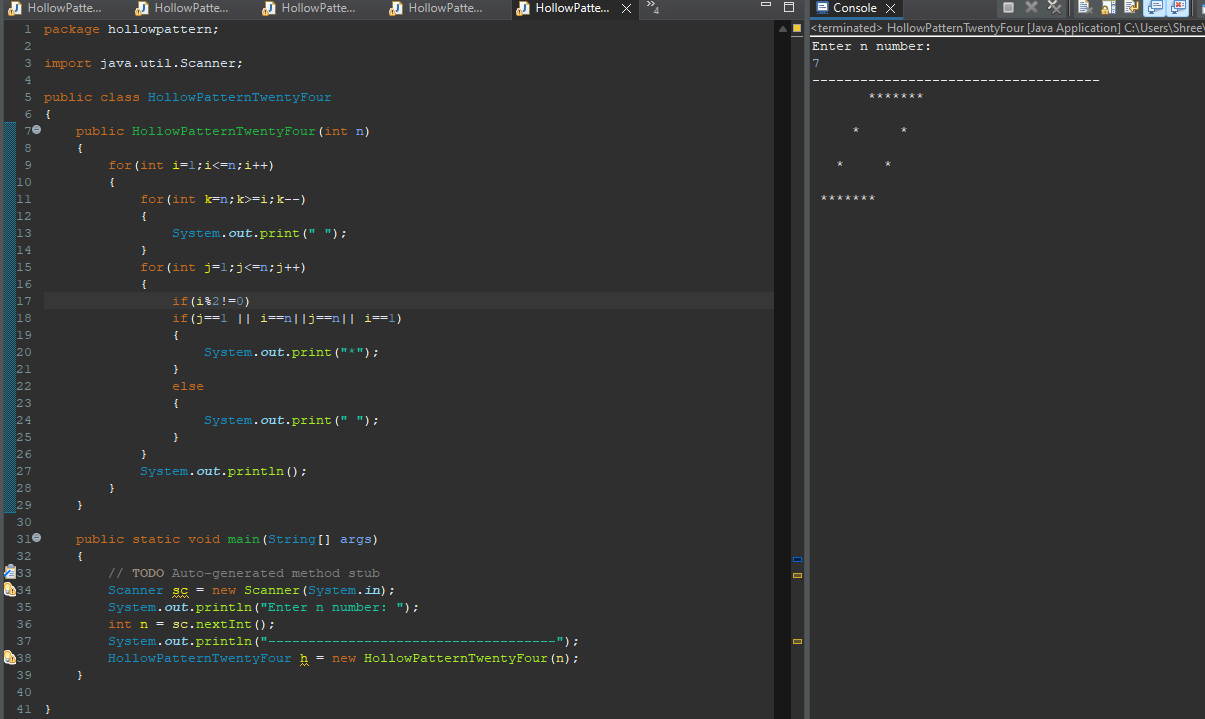 HollowPatte... HollowPatte... HollowPatte... HollowPatte... HollowPatte... »4
1 package hollowpattern;
2
3 import java.util.Scanner;
4
5 public class HollowPatternTwentyFour
6 {
7     public HollowPatternTwentyFour(int n)
8     {
9         for(int i=1;i<=n;i++)
10         {
11             for(int k=n;k>=i;k--)
12             {
13                 System.out.print(" ");
14             }
15             for(int j=1;j<=n;j++)
16             {
17                 if(i%2!=0)
18                 if(j==1 || i==n||j==n|| i==1)
19                 {
20                     System.out.print("*");
21                 }
22                 else
23                 {
24                     System.out.print(" ");
25                 }
26             }
27             System.out.println();
28         }
29     }
30
31     public static void main(String[] args)
32     {
33         // TODO Auto-generated method stub
34         Scanner sc = new Scanner(System.in);
35         System.out.println("Enter n number: ");
36         int n = sc.nextInt();
37         System.out.println("------------------------------------");
38         HollowPatternTwentyFour h = new HollowPatternTwentyFour(n);
39     }
40
41 }
Console
<terminated> HollowPatternTwentyFour [Java Application] C:\Users\Shree\
Enter n number:
7
------------------------------------
       *******
     *     *
   *     *
 *******